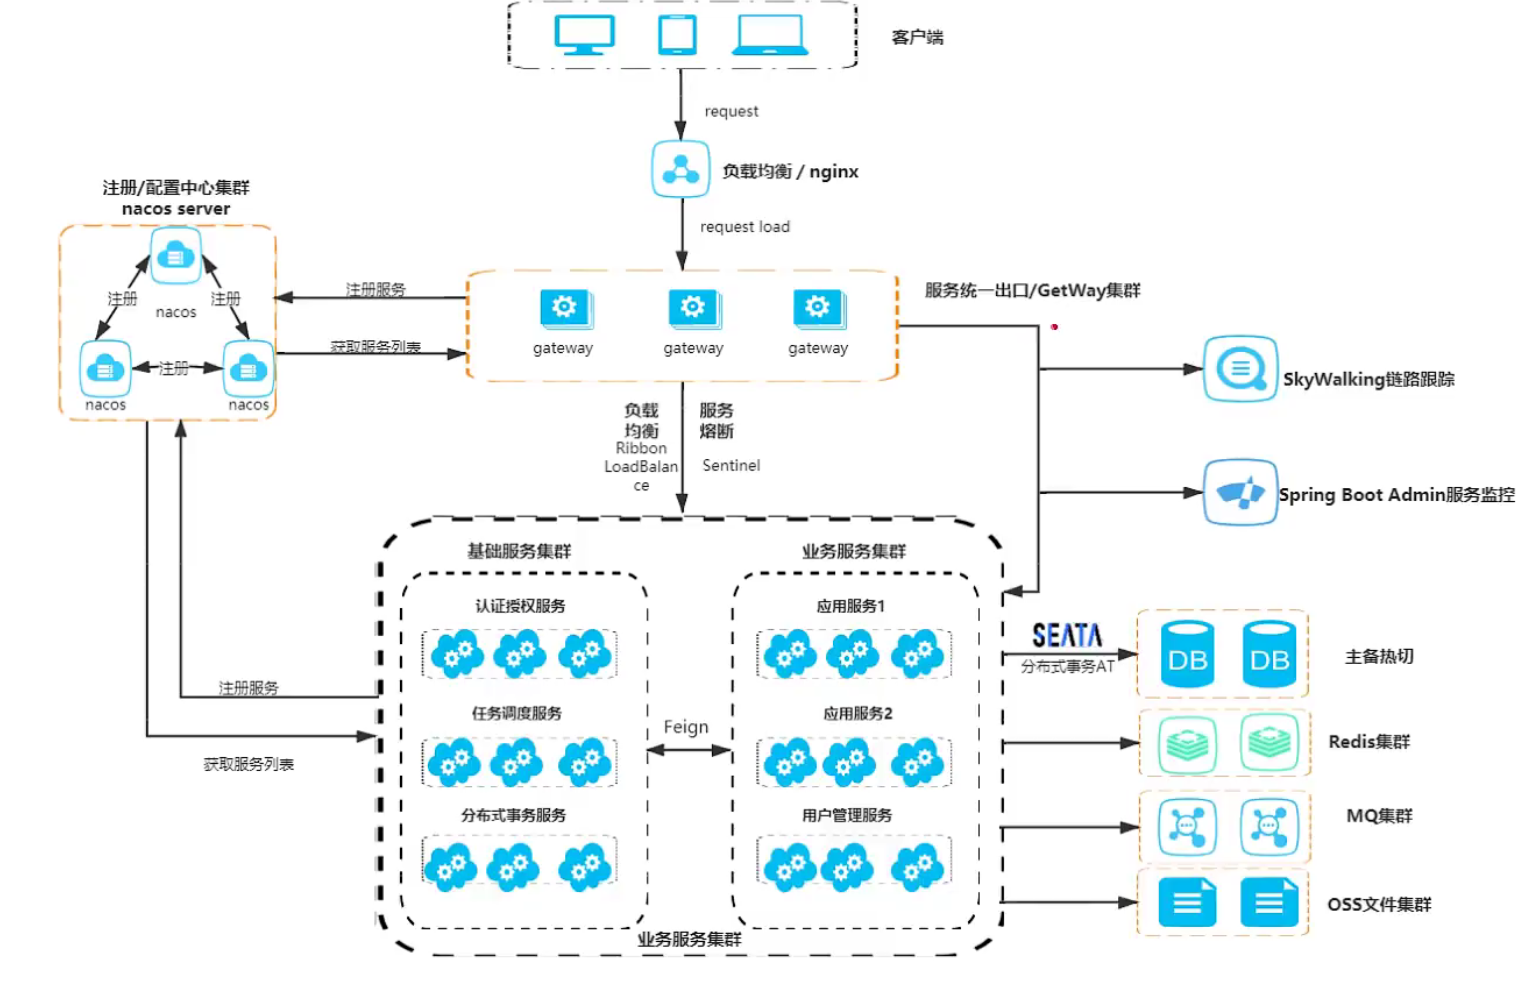 客户端
request
负载均衡 / nginx
request load
注册/配置中心集群
nacos server
注册
注册
nacos
注册
nacos
nacos
注册服务
获取服务列表
gateway
gateway
gateway
服务统一出口/GetWay集群
SkyWalking链路跟踪
Spring Boot Admin服务监控
负载
均衡
Ribbon
LoadBalan
ce
服务
熔断
Sentinel
基础服务集群
业务服务集群
认证授权服务
应用服务1
任务调度服务
应用服务2
分布式事务服务
用户管理服务
Feign
业务服务集群
注册服务
获取服务列表
SEATA
分布式事务AT
DB
DB
主备热切
Redis集群
MQ集群
OSS文件集群